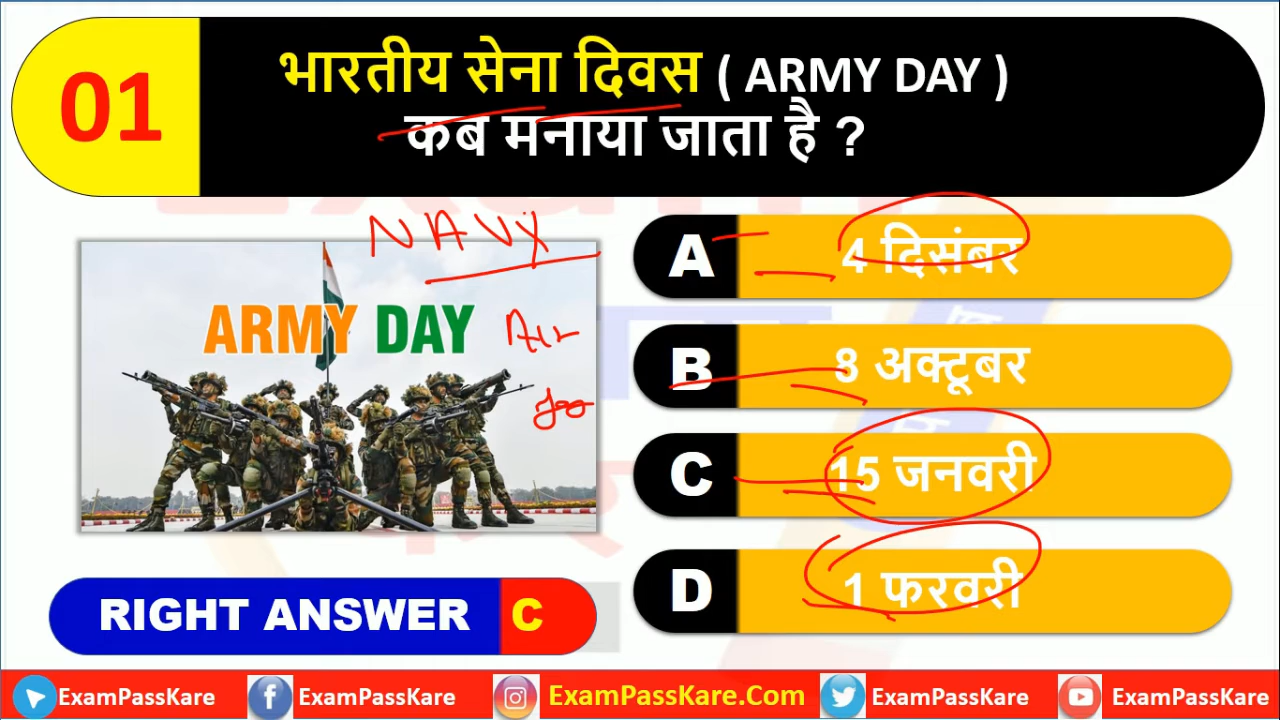 01
भारतीय सेना दिवस ( ARMY DAY )
कब मनाया जाता है ?
NAVY
ARMY DAY
Air
A 4 दिसंबर
B 8 अक्टूबर
C 15 जनवरी
D 1 फरवरी
RIGHT ANSWER C
ExamPassKare ExamPassKare ExamPassKare.Com ExamPassKare ExamPassKare